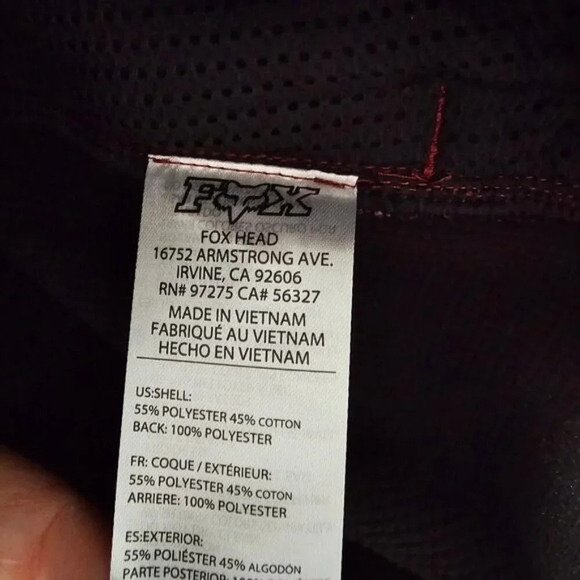 FOX
FOX HEAD
16752 ARMSTRONG AVE.
IRVINE, CA 92606
RN# 97275 CA# 56327
MADE IN VIETNAM
FABRIQUÉ AU VIETNAM
HECHO EN VIETNAM
US:SHELL:
55% POLYESTER 45% COTTON
BACK: 100% POLYESTER
FR: COQUE / EXTÉRIEUR:
55% POLYESTER 45% COTON
ARRIERE: 100% POLYESTER
ES:EXTERIOR:
55% POLIÉSTER 45% ALGODÓN
PARTE POSTERIOR: 100%